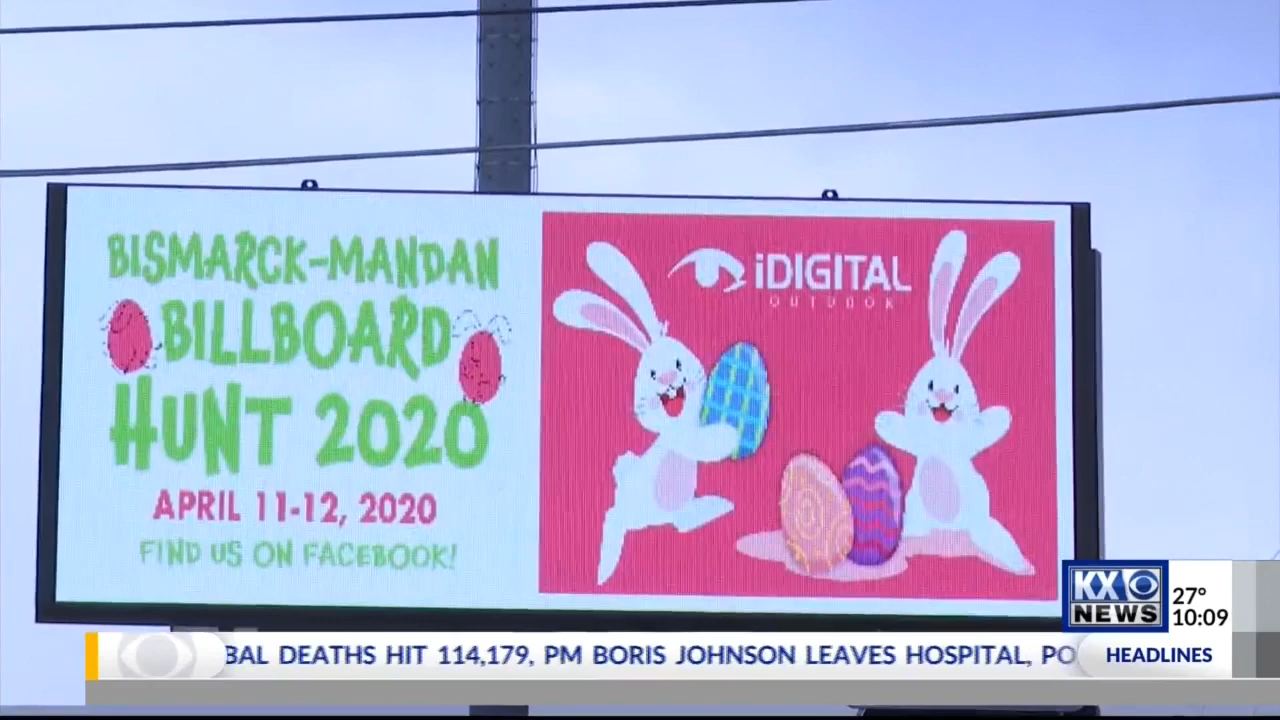 BISMARCK-MANDAN
BILLBOARD
HUNT 2020
APRIL 11-12, 2020
FIND US ON FACEBOOK!
iDIGITAL
OUTDOOR
KX NEWS
27°
10:09
BAL DEATHS HIT 114,179, PM BORIS JOHNSON LEAVES HOSPITAL, PO
HEADLINES